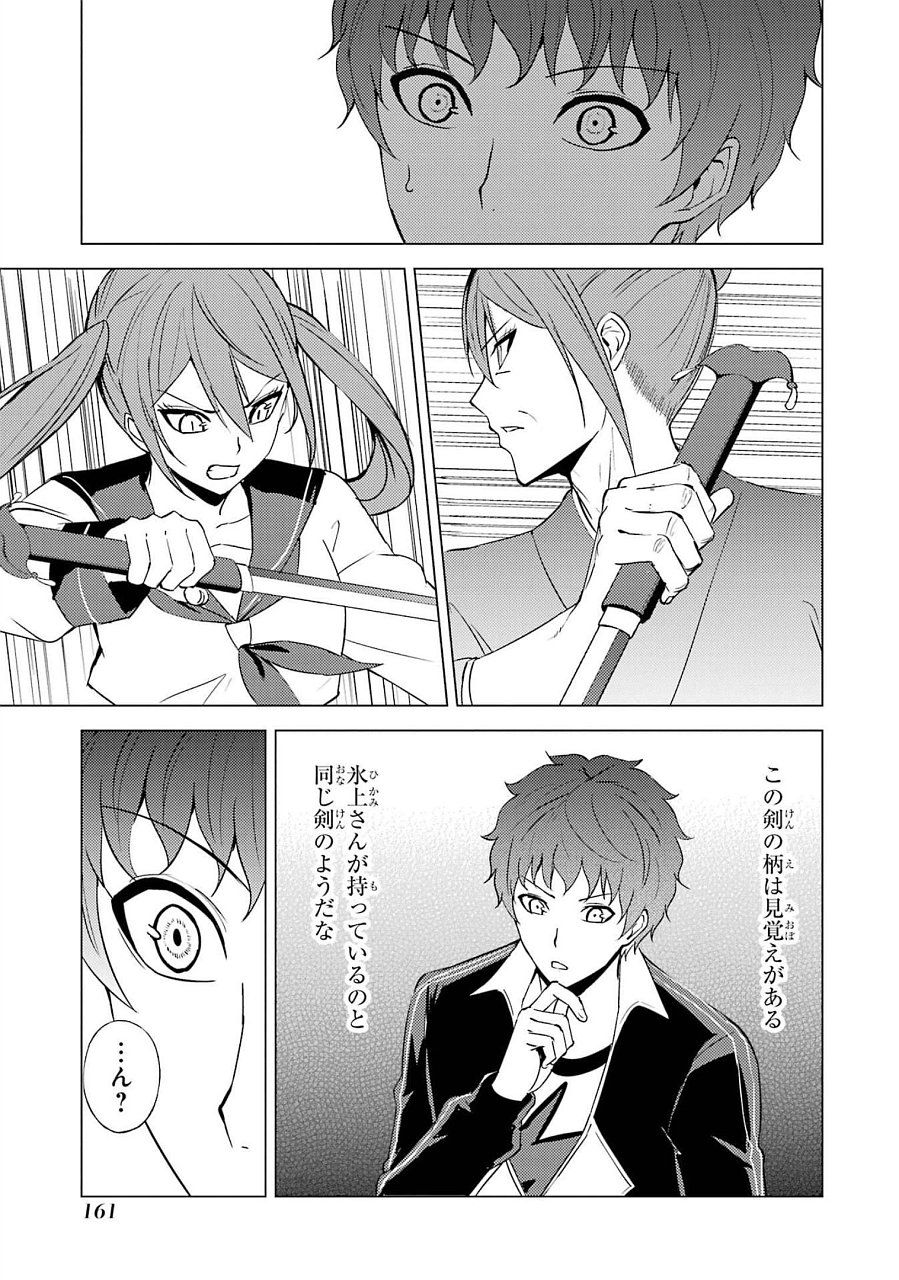 この剣の柄は見覚えがある
氷上さんが持っているのと
同じ剣のようだな
…ん？
161